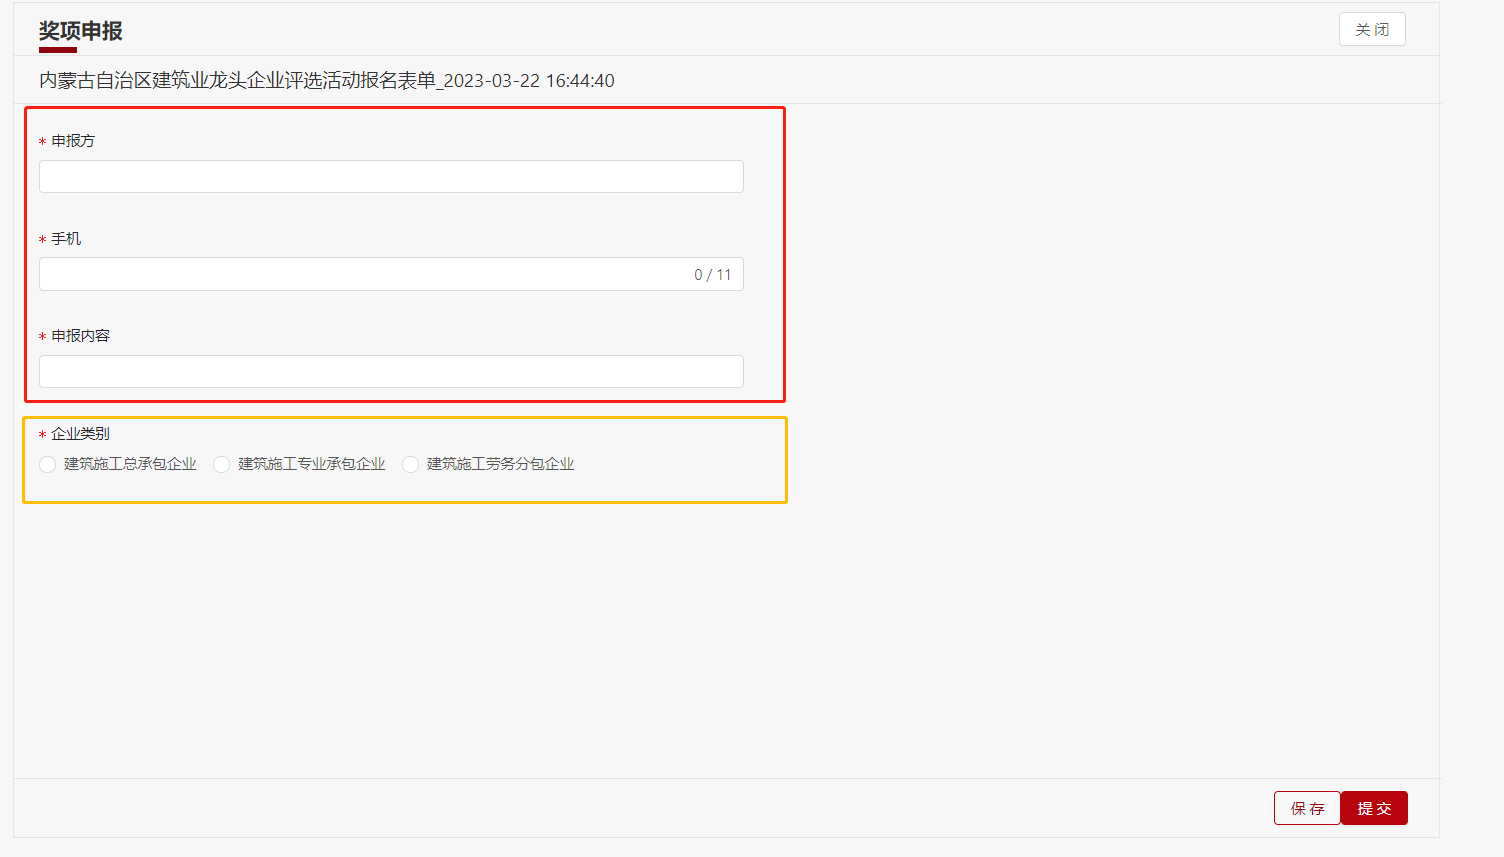 奖项申报
关 闭
内蒙古自治区建筑业龙头企业评选活动报名表单_2023-03-22 16:44:40
* 申报方
* 手机
0 / 11
* 申报内容
* 企业类别
建筑施工总承包企业 建筑施工专业承包企业 建筑施工劳务分包企业
保 存 提 交